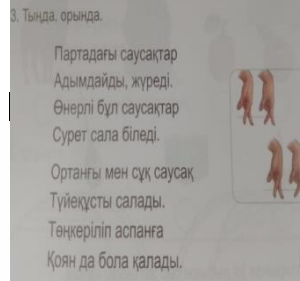 3. Тыңда, орында.
Партадағы саусақтар
Адымдайды, жүреді.
Өнерлі бұл саусақтар
Сурет сала біледі.
Ортаңғы мен сұқ саусақ
Түйеқұсты салады.
Төңкеріліп аспанға
Қоян да бола қалады.